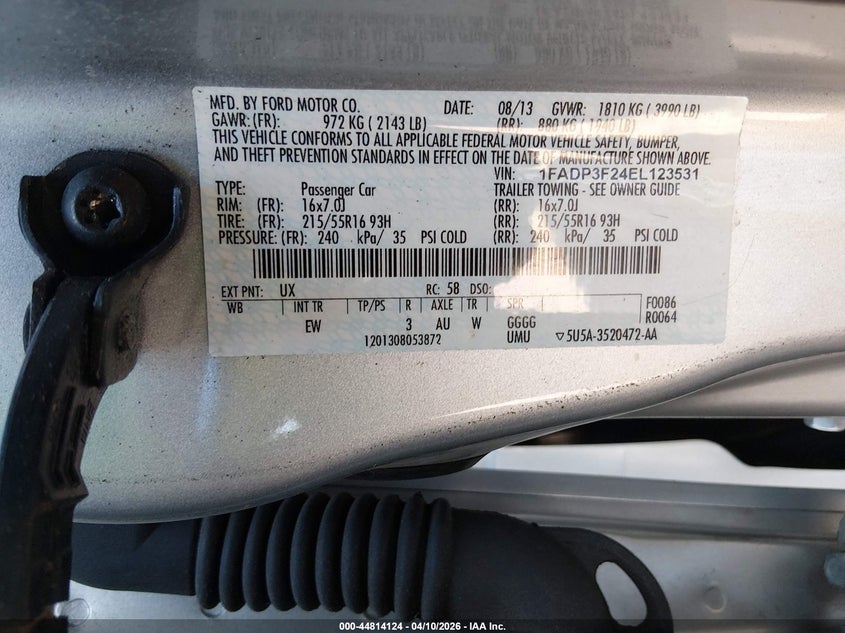 MFD. BY FORD MOTOR CO. DATE: 08/13 GVWR: 1810 KG ( 3990 LB)
GAWR: (FR): 972 KG ( 2143 LB) (RR): 880 KG ( 1940 LB)
THIS VEHICLE CONFORMS TO ALL APPLICABLE FEDERAL MOTOR VEHICLE SAFETY, BUMPER,
AND THEFT PREVENTION STANDARDS IN EFFECT ON THE DATE OF MANUFACTURE SHOWN ABOVE.
VIN: 1FADP3F24EL123531
TYPE: Passenger Car TRAILER TOWING - SEE OWNER GUIDE
RIM: (FR) 16x7.0J (RR): 16x7.0J
TIRE: (FR) : 215/55R16 93H (RR): 215/55R16 93H
PRESSURE: (FR): 240 kPa/ 35 PSI COLD (RR): 240 kPa/ 35 PSI COLD
EXT PNT: UX RC: 58 DSO:
WB INT TR TP/PS R AXLE TR SPR F0086
EW 3 AU W GGGG R0064
1201308053872 UMU ▽5U5A-3520472-AA
000-44814124 - 04/10/2026 - IAA Inc.